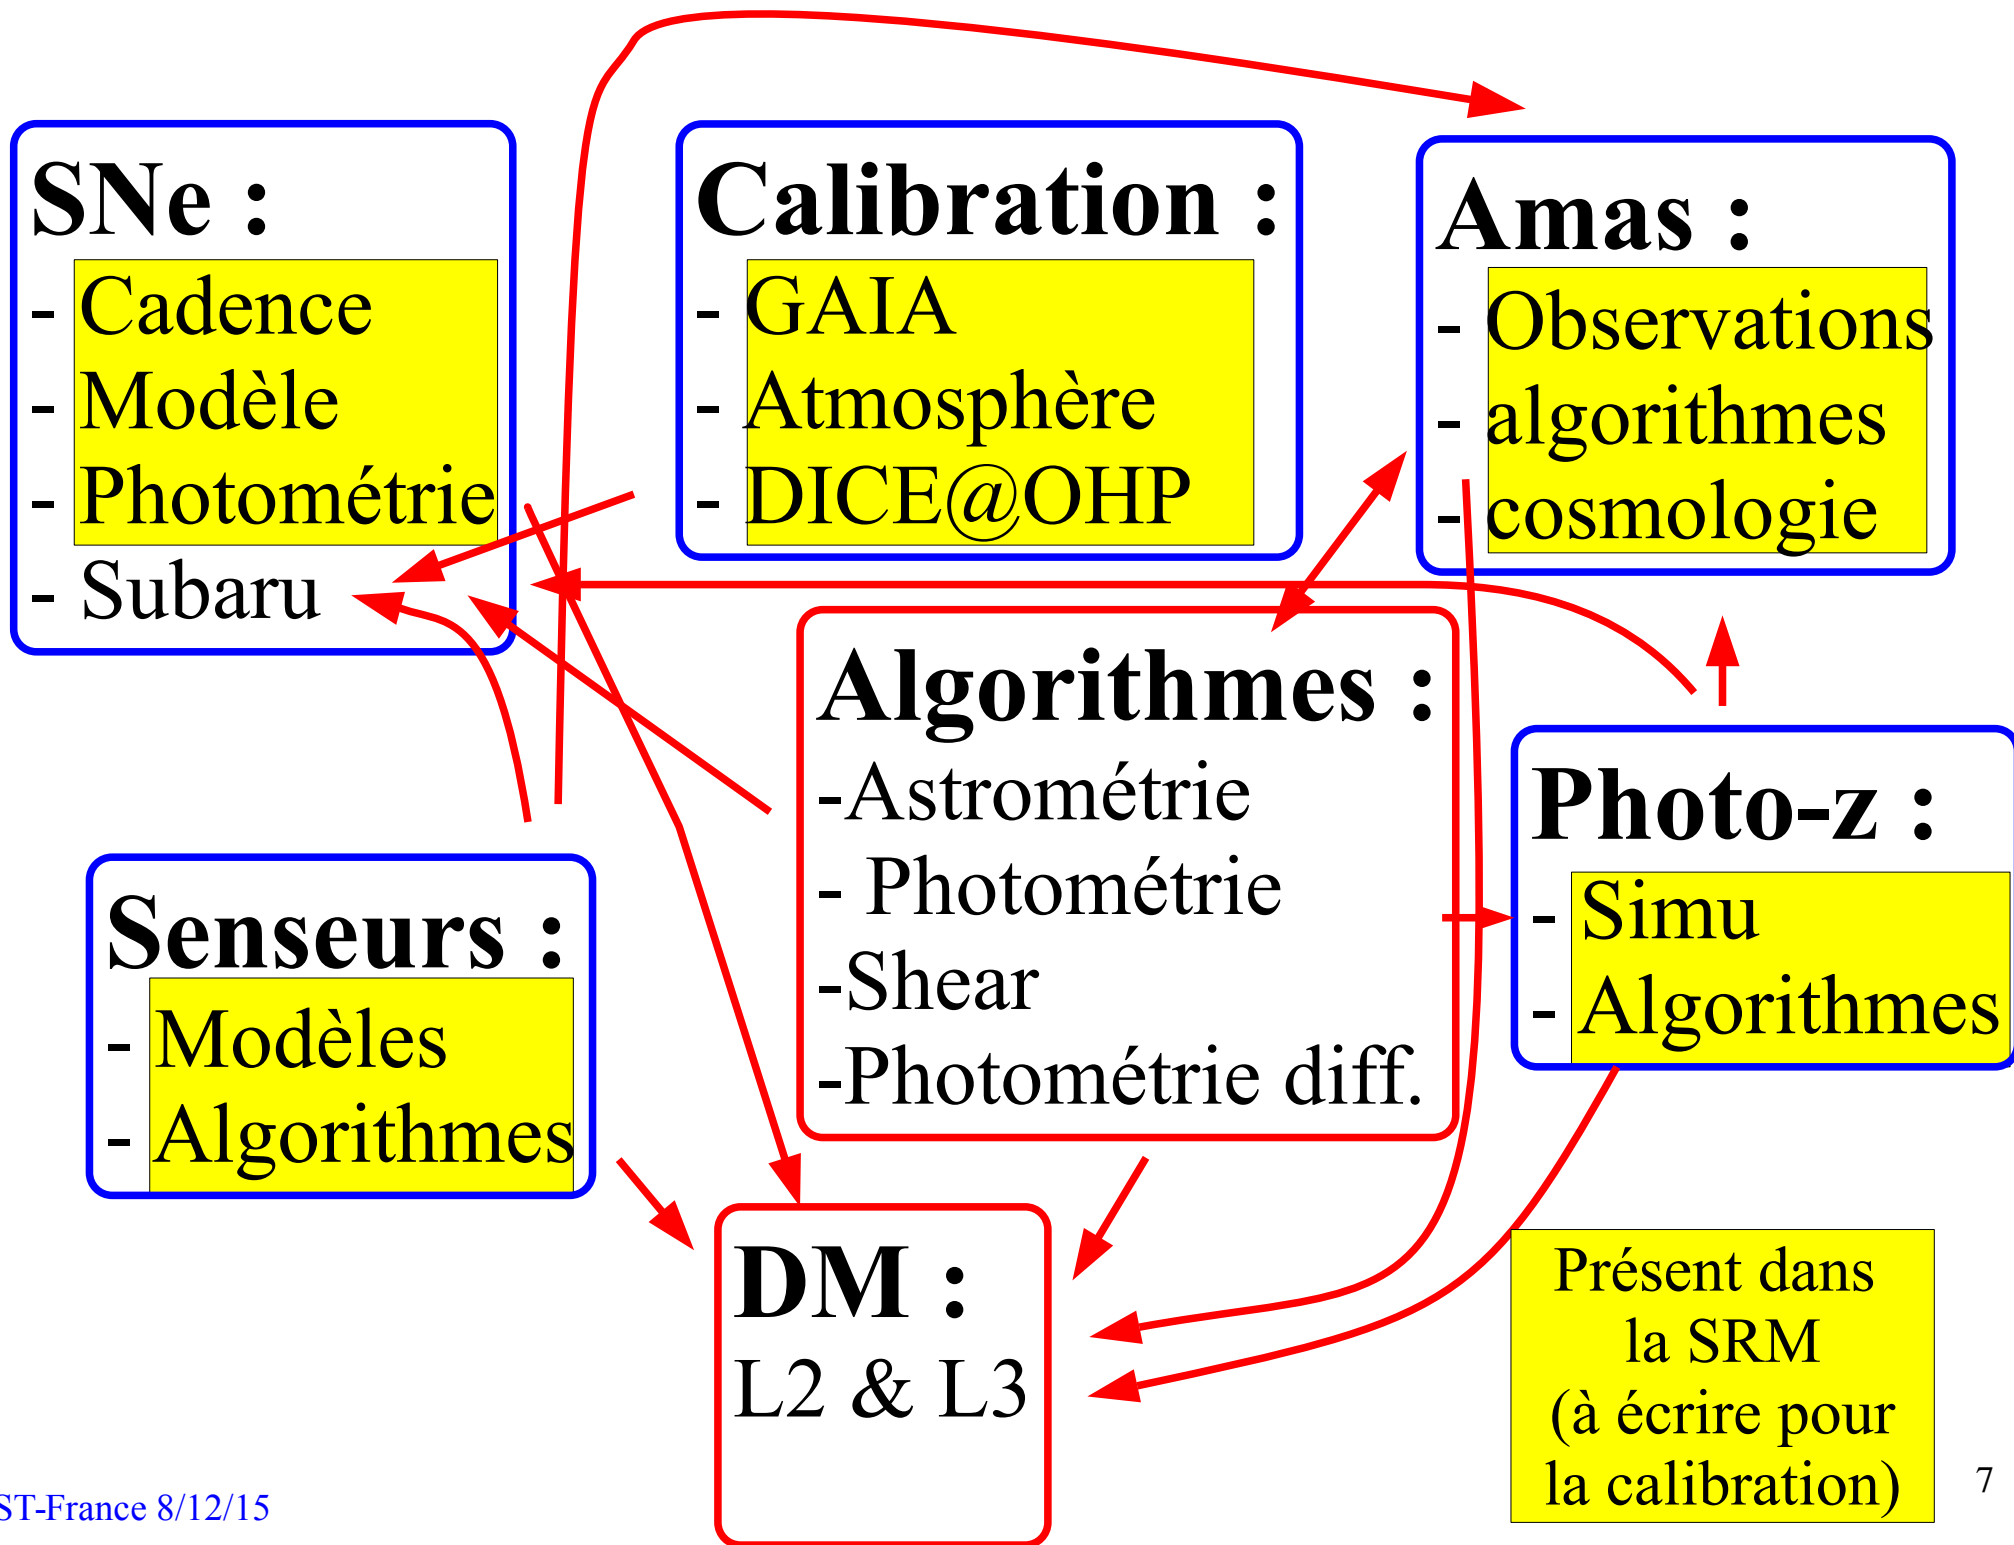 SNe :
- Cadence
- Modèle
- Photométrie
- Subaru
Calibration :
- GAIA
- Atmosphère
- DICE@OHP
Amas :
- Observations
- algorithmes
- cosmologie
Algorithmes :
-Astrométrie
- Photométrie
-Shear
-Photométrie diff.
Photo-z :
- Simu
- Algorithmes
Senseurs :
- Modèles
- Algorithmes
DM :
L2 & L3
Présent dans
la SRM
(à écrire pour
la calibration)
ST-France 8/12/15
7